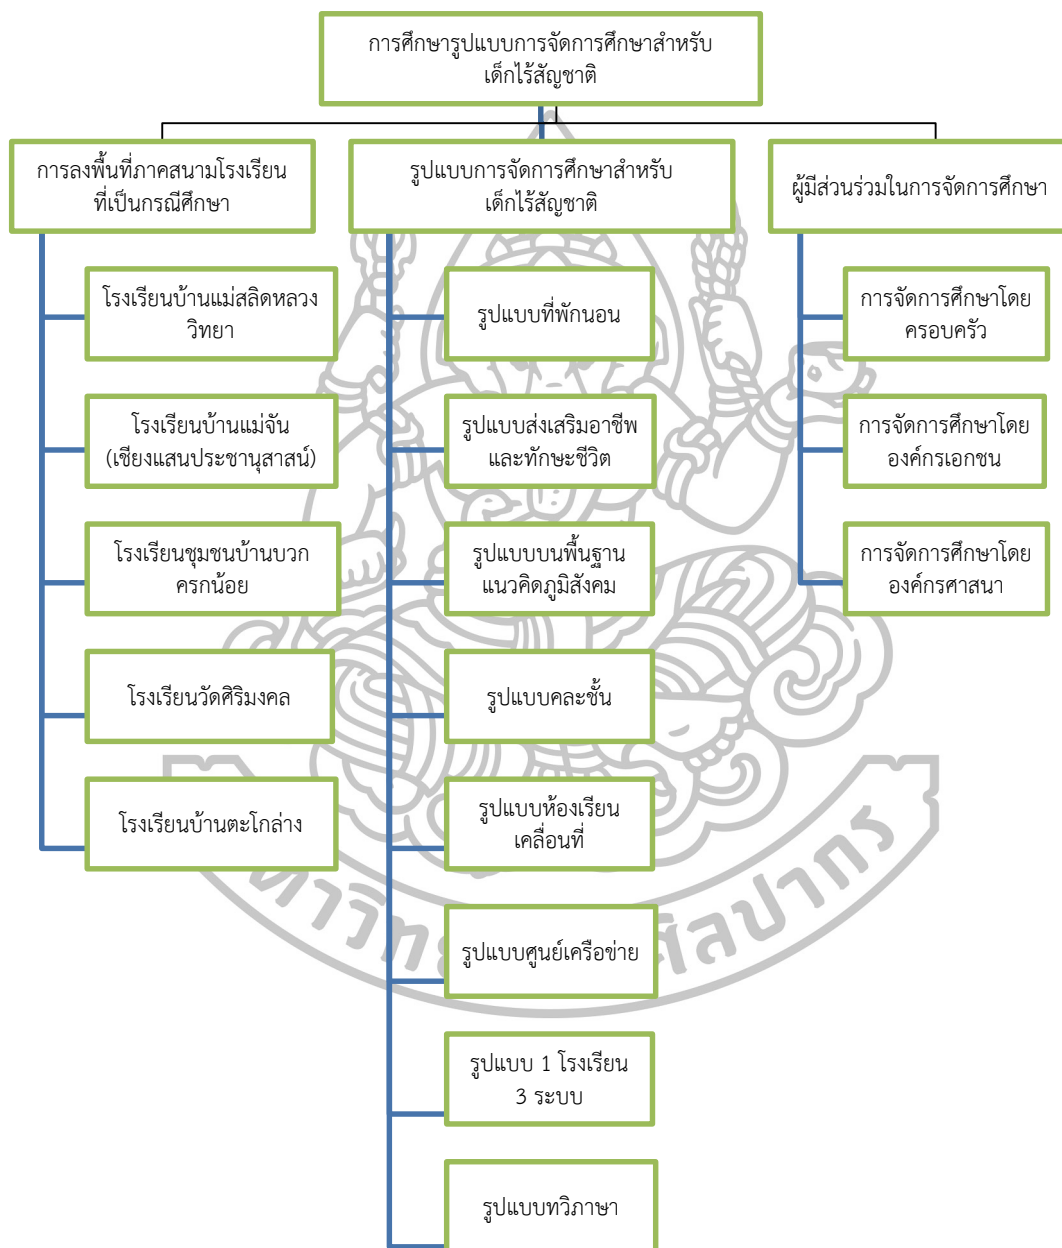 การศึกษารูปแบบการจัดการศึกษาสำหรับ
เด็กไร้สัญชาติ
การลงพื้นที่ภาคสนามโรงเรียน
ที่เป็นกรณีศึกษา
โรงเรียนบ้านแม่สลิดหลวง
วิทยา
โรงเรียนบ้านแม่จัน
(เชียงแสนประชานุสาสน์)
โรงเรียนชุมชนบ้านบวก
ครกน้อย
โรงเรียนวัดศิริมงคล
โรงเรียนบ้านตะโกล่าง
รูปแบบการจัดการศึกษาสำหรับ
เด็กไร้สัญชาติ
รูปแบบที่พักนอน
รูปแบบส่งเสริมอาชีพ
และทักษะชีวิต
รูปแบบบนพื้นฐาน
แนวคิดภูมิสังคม
รูปแบบคละชั้น
รูปแบบห้องเรียน
เคลื่อนที่
รูปแบบศูนย์เครือข่าย
รูปแบบ 1 โรงเรียน
3 ระบบ
รูปแบบทวิภาษา
ผู้มีส่วนร่วมในการจัดการศึกษา
การจัดการศึกษาโดย
ครอบครัว
การจัดการศึกษาโดย
องค์กรเอกชน
การจัดการศึกษาโดย
องค์กรศาสนา